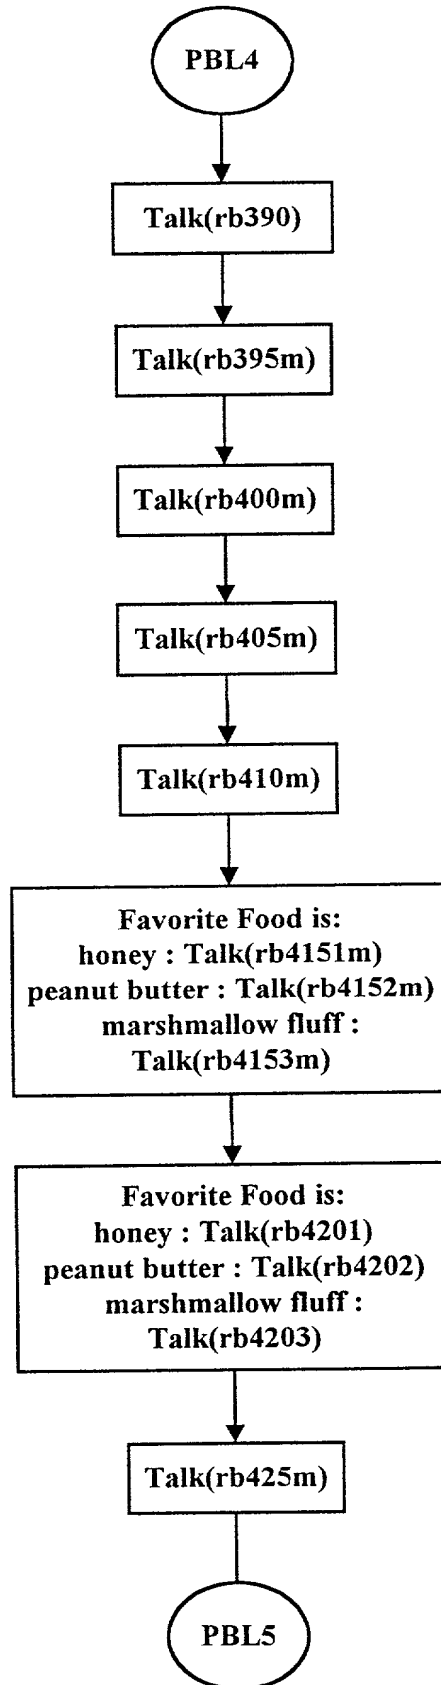 PBL4
Talk(rb390)
Talk(rb395m)
Talk(rb400m)
Talk(rb405m)
Talk(rb410m)
Favorite Food is:
honey : Talk(rb4151m)
peanut butter : Talk(rb4152m)
marshmallow fluff :
Talk(rb4153m)
Favorite Food is:
honey : Talk(rb4201)
peanut butter : Talk(rb4202)
marshmallow fluff :
Talk(rb4203)
Talk(rb425m)
PBL5